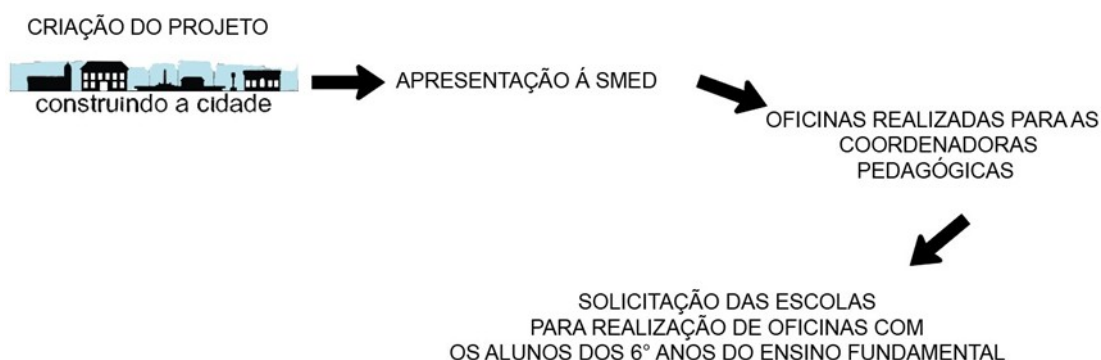 CRIAÇÃO DO PROJETO
construindo a cidade
APRESENTAÇÃO Á SMED
OFICINAS REALIZADAS PARA AS
COORDENADORAS
PEDAGÓGICAS
SOLICITAÇÃO DAS ESCOLAS
PARA REALIZAÇÃO DE OFICINAS COM
OS ALUNOS DOS 6° ANOS DO ENSINO FUNDAMENTAL